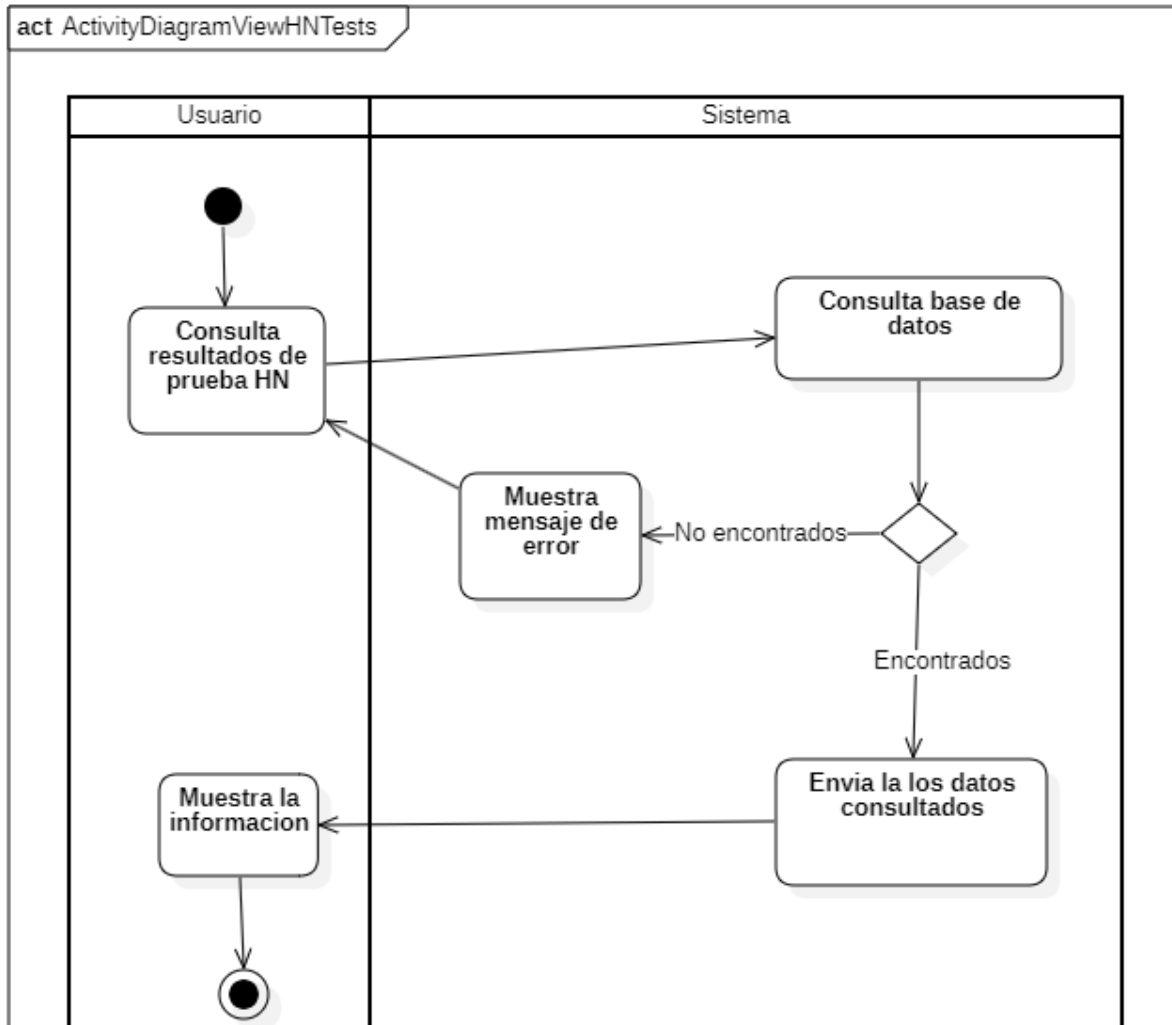 act ActivityDiagramViewHNTests
Usuario
Sistema
Consulta
resultados de
prueba HN
Consulta base de
datos
Muestra
mensaje de
error
No encontrados
Encontrados
Envia la los datos
consultados
Muestra la
informacion